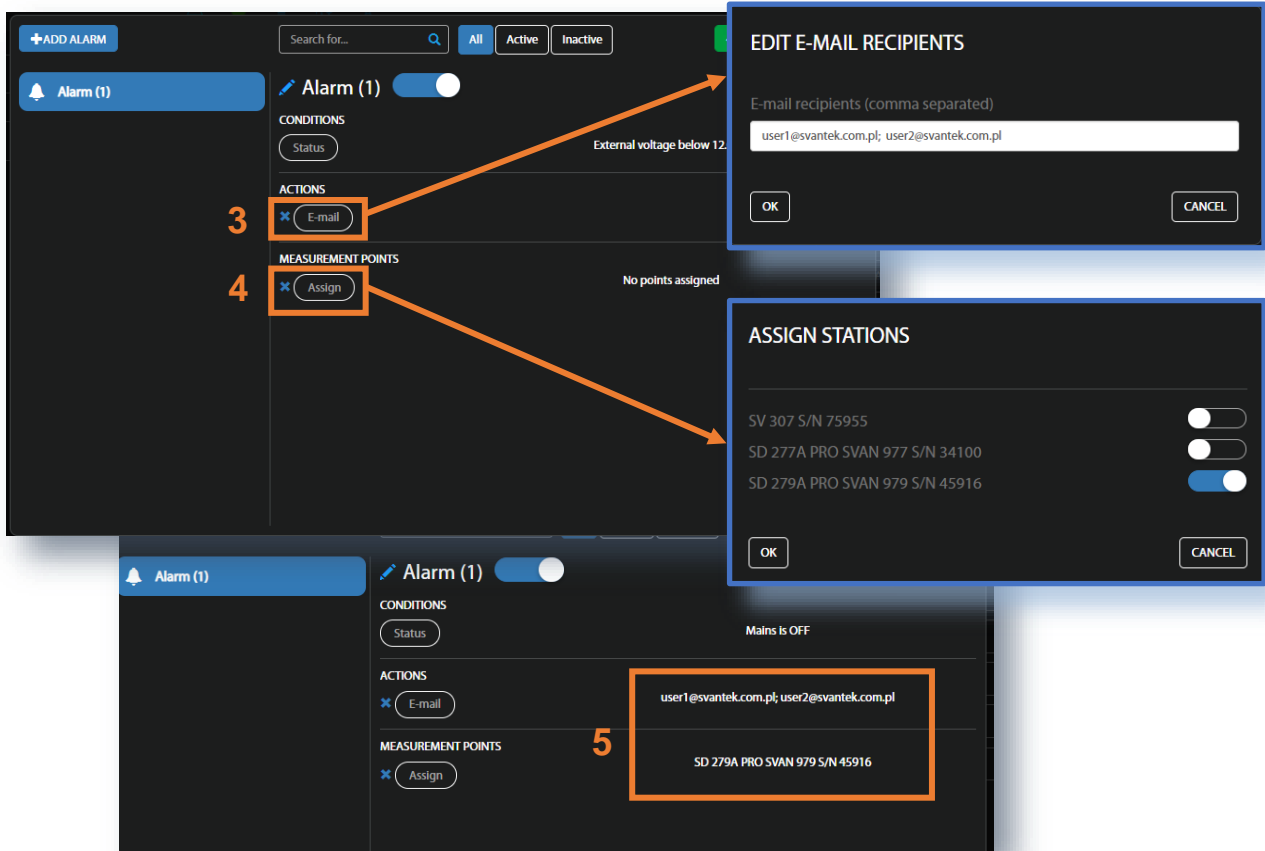 +ADD ALARM
Search for...
All
Active
Inactive
Alarm (1)
Alarm (1)
CONDITIONS
Status
External voltage below 12.
ACTIONS
3
E-mail
MEASUREMENT POINTS
4
Assign
No points assigned
EDIT E-MAIL RECIPIENTS
E-mail recipients (comma separated)
user1@svantek.com.pl; user2@svantek.com.pl
OK
CANCEL
ASSIGN STATIONS
SV 307 S/N 75955
SD 277A PRO SVAN 977 S/N 34100
SD 279A PRO SVAN 979 S/N 45916
OK
CANCEL
Alarm (1)
Alarm (1)
CONDITIONS
Status
Mains is OFF
ACTIONS
E-mail
user1@svantek.com.pl; user2@svantek.com.pl
MEASUREMENT POINTS
5
Assign
SD 279A PRO SVAN 979 S/N 45916